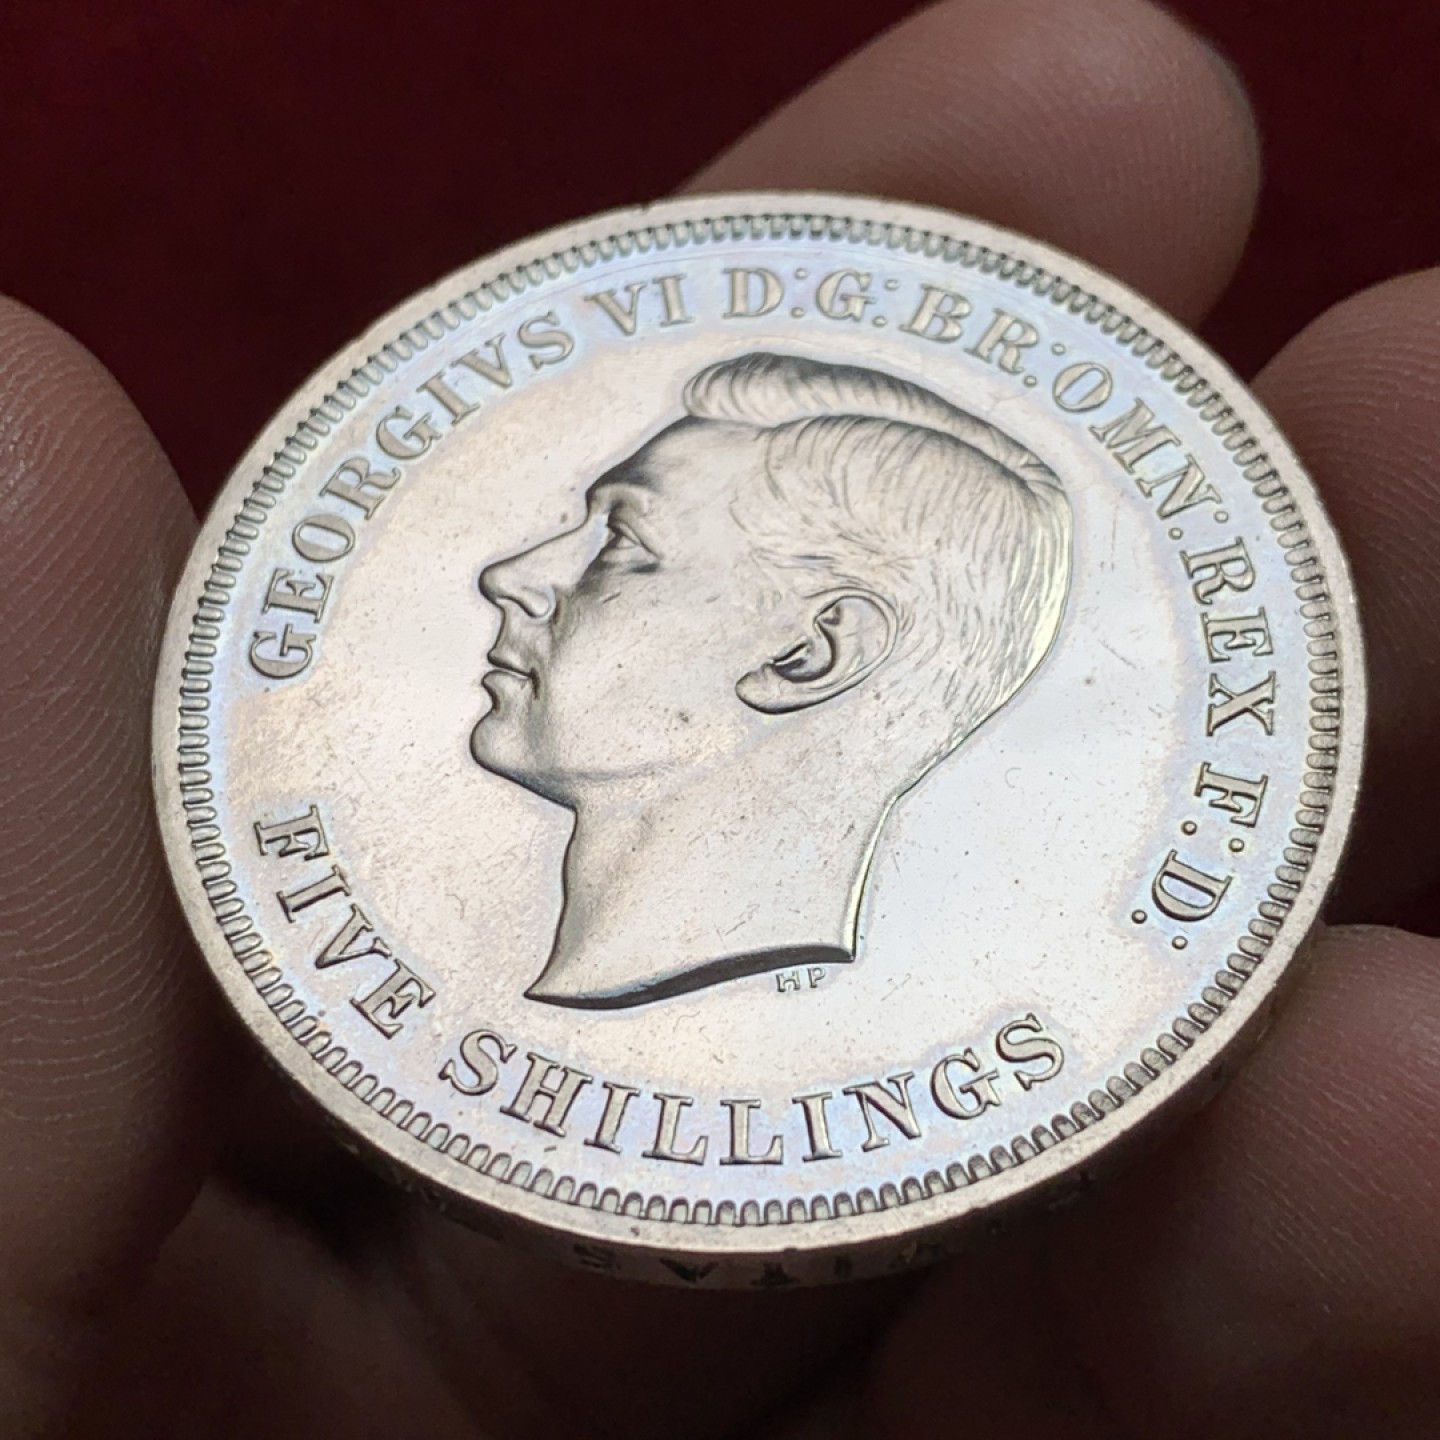 GEORGIVS VI D:G:BR:OMN:REX F:D:
HP
FIVE SHILLINGS